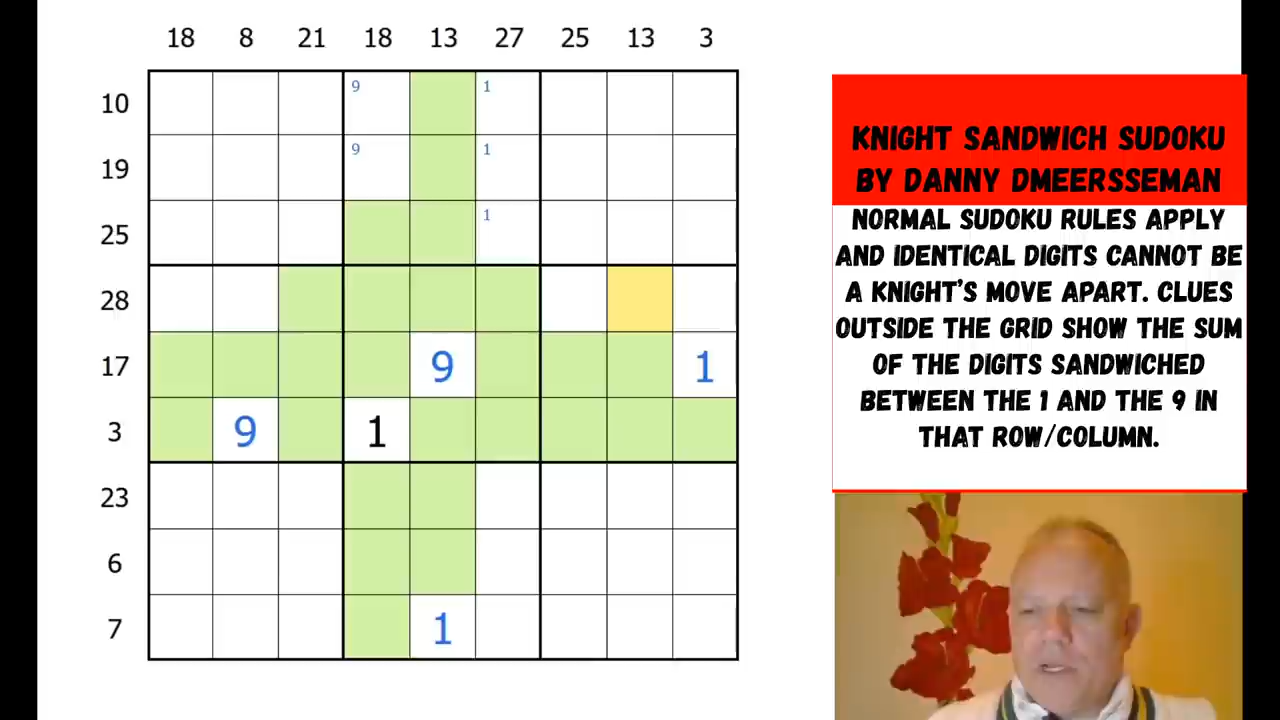 18 8 21 18 13 27 25 13 3
10 9 1
19 9 1
25 1
28
17 9 1
3 9 1
23
6
7 1
KNIGHT SANDWICH SUDOKU
BY DANNY DMEERSSEMAN
NORMAL SUDOKU RULES APPLY
AND IDENTICAL DIGITS CANNOT BE
A KNIGHT'S MOVE APART. CLUES
OUTSIDE THE GRID SHOW THE SUM
OF THE DIGITS SANDWICHED
BETWEEN THE 1 AND THE 9 IN
THAT ROW/COLUMN.